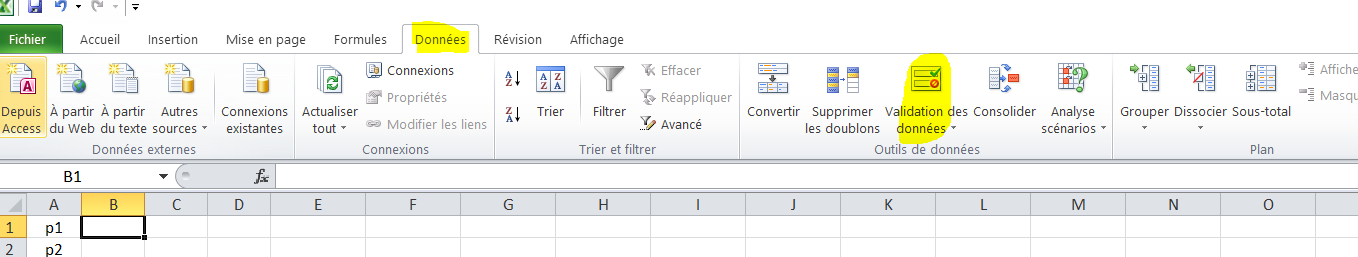 Fichier Accueil Insertion Mise en page Formules Données Révision Affichage
Depuis Access
À partir du Web
À partir du texte
Autres sources
Connexions existantes
Données externes
Actualiser tout
Connexions
Propriétés
Modifier les liens
Connexions
A Z
Z A
A Z Z A
Trier
Filtrer
Effacer
Réappliquer
Avancé
Trier et filtrer
Convertir
Supprimer les doublons
Validation des données
Consolider
Analyse scénarios
Outils de données
Grouper
Dissocier
Sous-total
Affiche
Masqu
Plan
B1 fx
A B C D E F G H I J K L M N O
1 p1
2 p2